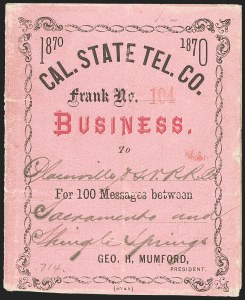 1870 1870
CAL. STATE TEL. CO.
Frank No. 104
BUSINESS.
TO
Placerville & S. V. R. R. Co
For 100 Messages between
Sacramento and
Shingle Springs
GEO. H. MUMFORD,
PRESIDENT.